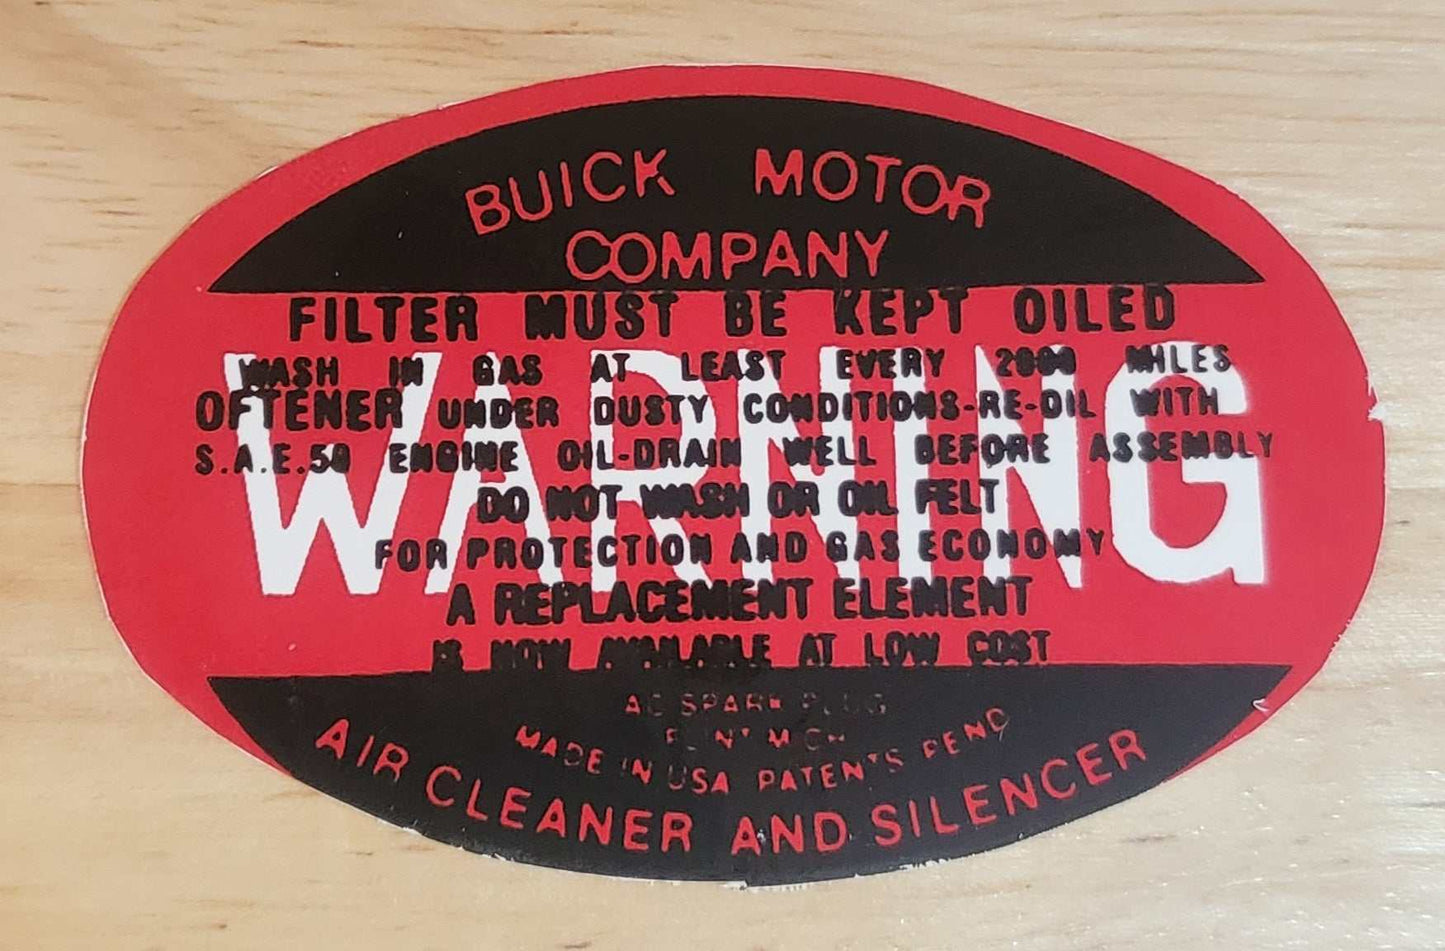 BUICK MOTOR
COMPANY
FILTER MUST BE KEPT OILED
WARNING
WASH IN GAS AT LEAST EVERY 2000 MILES
OFTENER UNDER DUSTY CONDITIONS-RE-OIL WITH
S.A.E.50 ENGINE OIL-DRAIN WELL BEFORE ASSEMBLY
DO NOT WASH OR OIL FELT
FOR PROTECTION AND GAS ECONOMY
A REPLACEMENT ELEMENT
IS NOW AVAILABLE AT LOW COST
AC SPARK PLUG
FLINT MICH
MADE IN USA PATENTS PEND
AIR CLEANER AND SILENCER